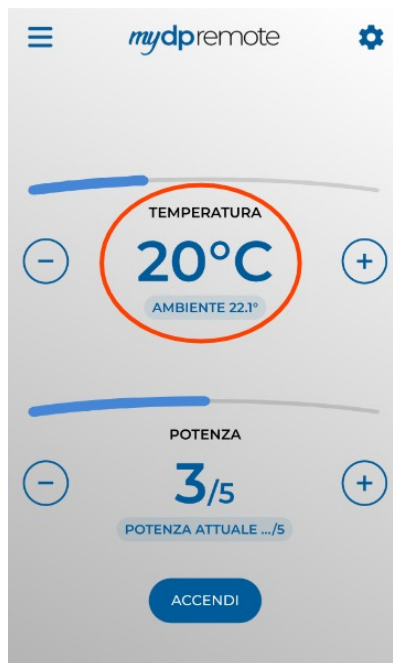 mydpremote
TEMPERATURA
− 20°C +
AMBIENTE 22.1°
POTENZA
− 3/5 +
POTENZA ATTUALE .../5
ACCENDI